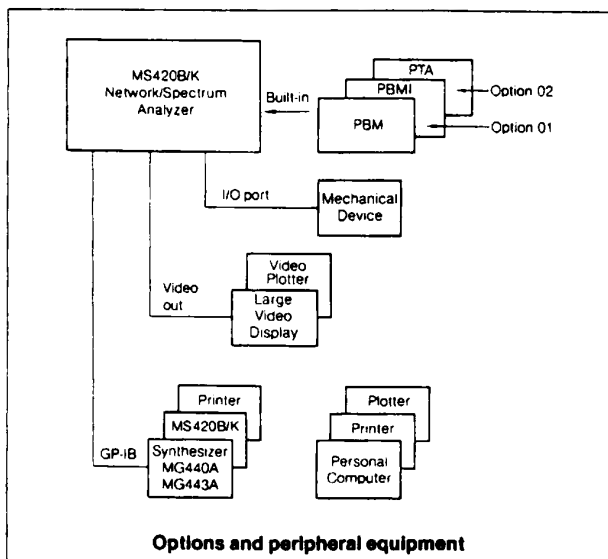 MS420B/K
Network/Spectrum
Analyzer
Built-in
PTA
PBMI
PBM
Option 02
Option 01
I/O port
Mechanical
Device
Video
out
Video
Plotter
Large
Video
Display
GP-IB
Printer
MS420B/K
Synthesizer
MG440A
MG443A
Plotter
Printer
Personal
Computer
Options and peripheral equipment